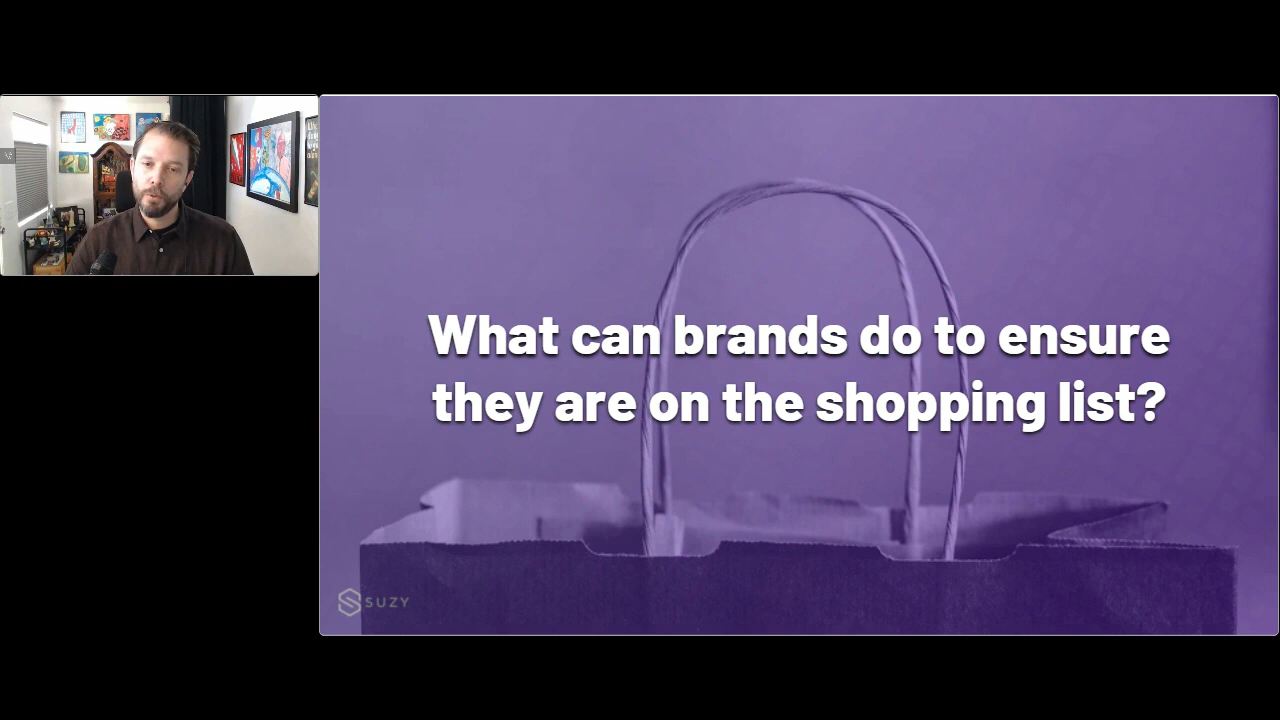 What can brands do to ensure
they are on the shopping list?
SUZY